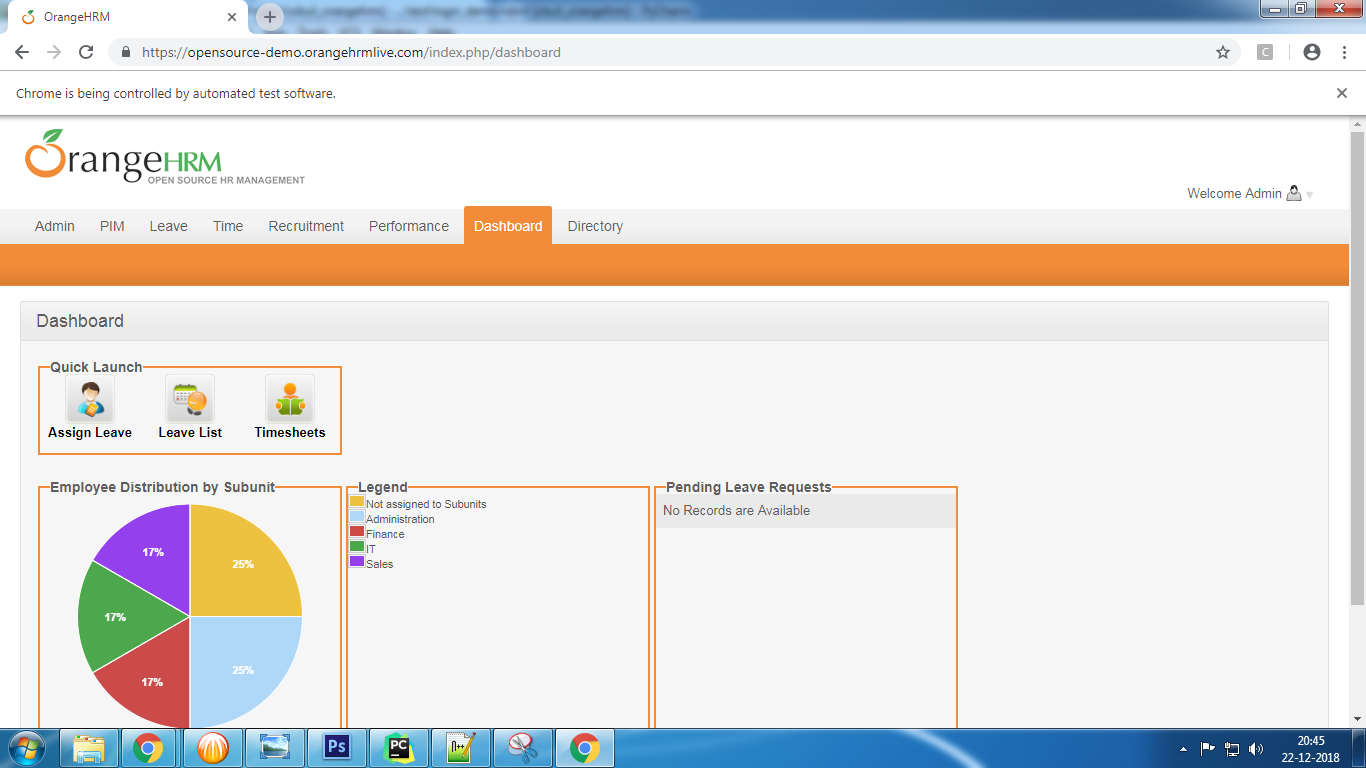 OrangeHRM
https://opensource-demo.orangehrmlive.com/index.php/dashboard
C
Chrome is being controlled by automated test software.
OrangeHRM
OPEN SOURCE HR MANAGEMENT
Welcome Admin
Admin PIM Leave Time Recruitment Performance Dashboard Directory
Dashboard
Quick Launch
Assign Leave Leave List Timesheets
Employee Distribution by Subunit
25%
25%
17%
17%
17%
Legend
Not assigned to Subunits
Administration
Finance
IT
Sales
Pending Leave Requests
No Records are Available
Ps
PC
20:45
22-12-2018